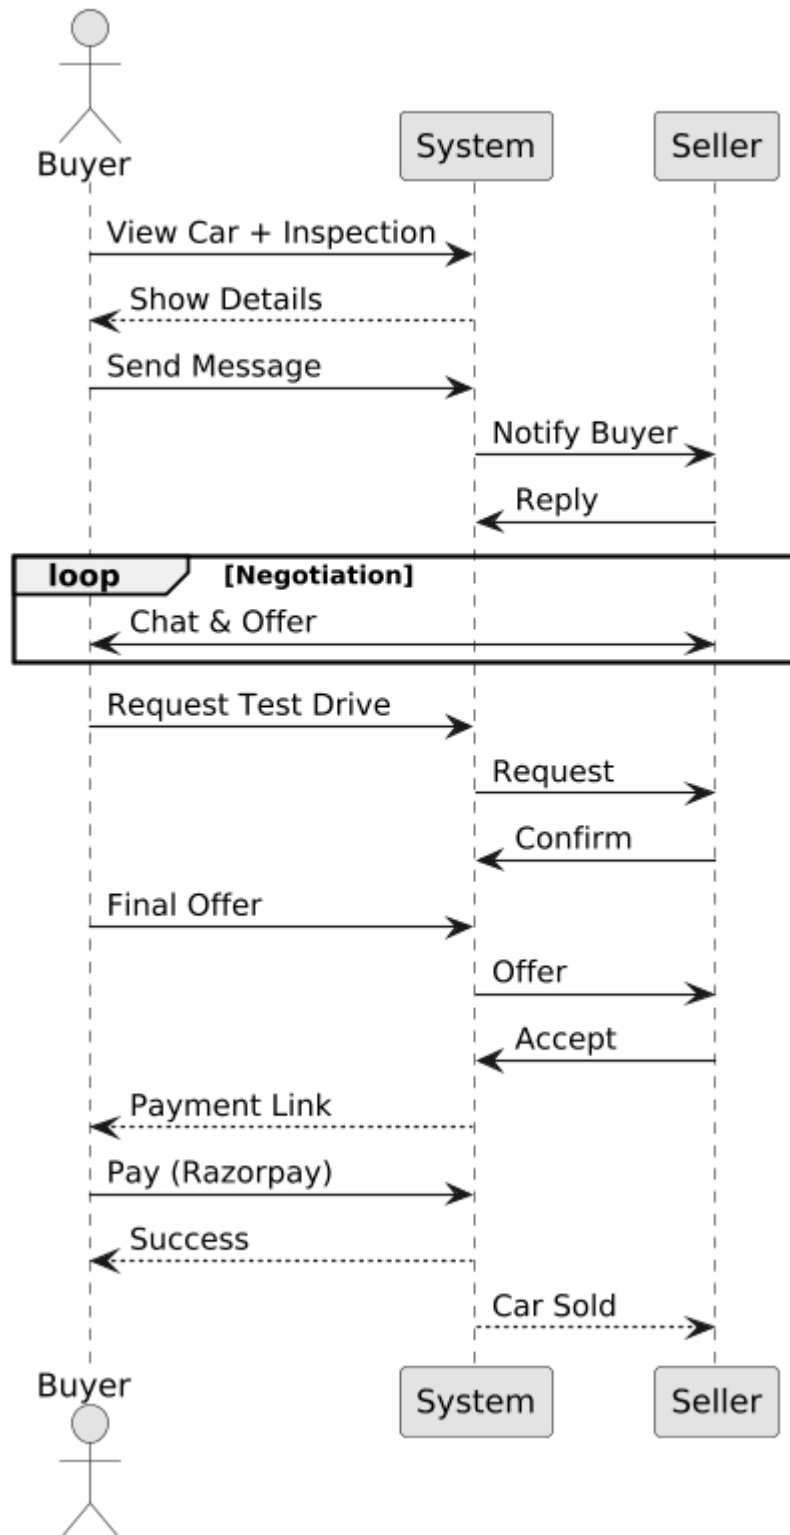 Buyer
System
Seller
View Car + Inspection
Show Details
Send Message
Notify Buyer
Reply
loop
[Negotiation]
Chat & Offer
Request Test Drive
Request
Confirm
Final Offer
Offer
Accept
Payment Link
Pay (Razorpay)
Success
Car Sold
Buyer
System
Seller